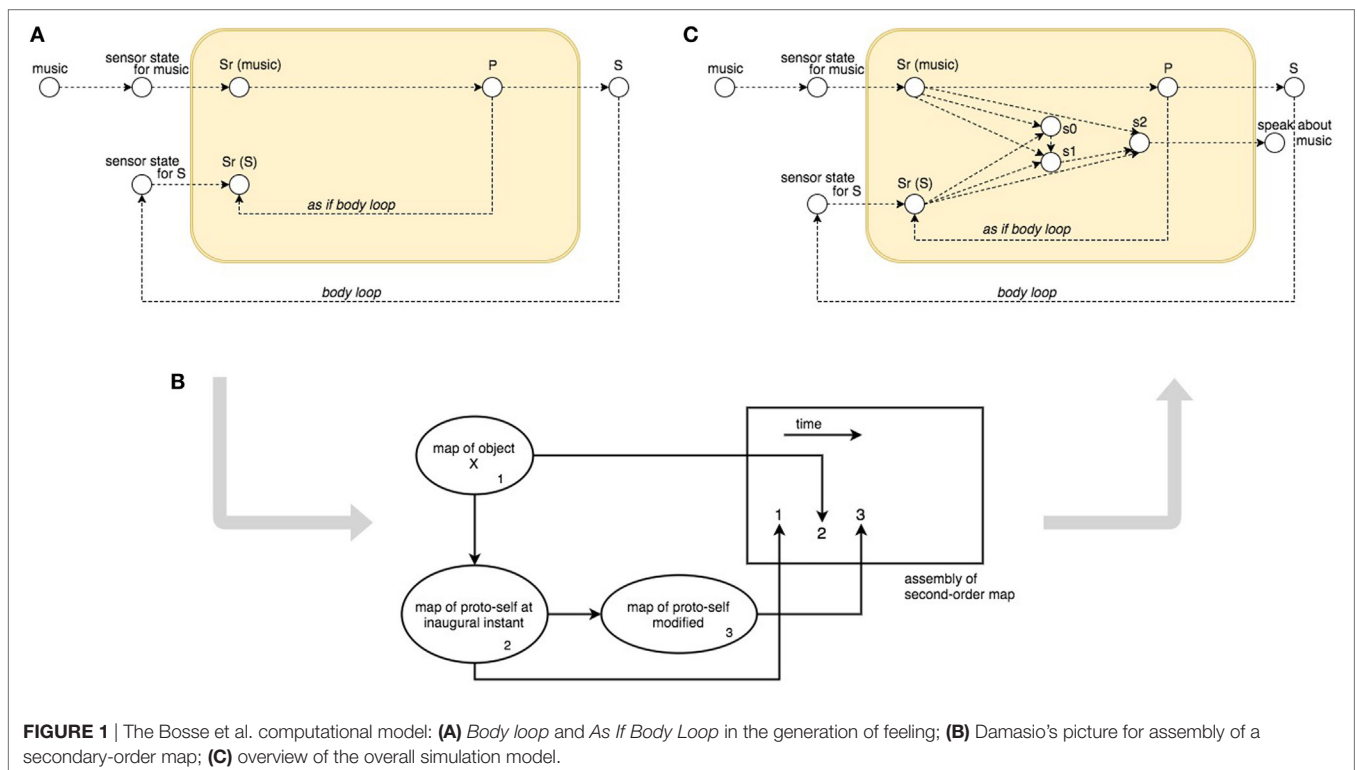 A
sensor state
for music
music
Sr (music)
P
S
sensor state
for S
Sr (S)
as if body loop
body loop
C
sensor state
for music
music
Sr (music)
P
S
s0
s1
s2
speak about
music
sensor state
for S
Sr (S)
as if body loop
body loop
B
map of object
X
1
map of proto-self at
inaugural instant
2
map of proto-self
modified
3
time
1
2
3
assembly of
second-order map
FIGURE 1 | The Bosse et al. computational model: (A) Body loop and As If Body Loop in the generation of feeling; (B) Damasio’s picture for assembly of a
secondary-order map; (C) overview of the overall simulation model.